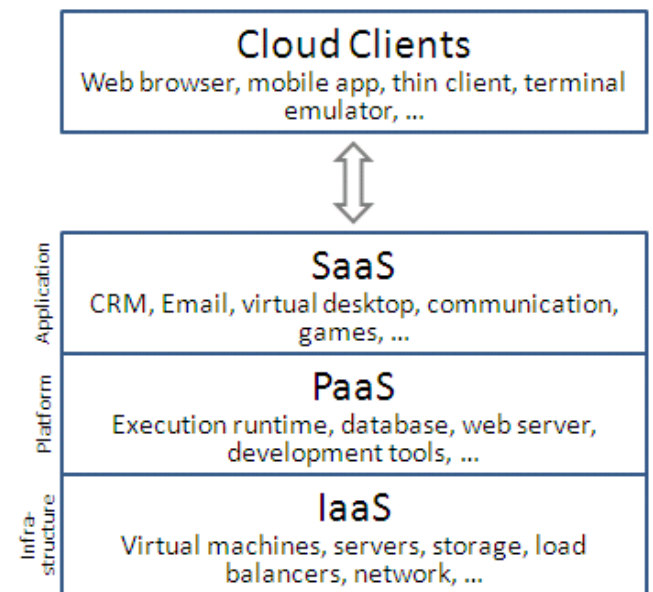 Cloud Clients
Web browser, mobile app, thin client, terminal
emulator, ...
Application
SaaS
CRM, Email, virtual desktop, communication,
games, ...
Platform
PaaS
Execution runtime, database, web server,
development tools, ...
Infra-
structure
IaaS
Virtual machines, servers, storage, load
balancers, network, ...